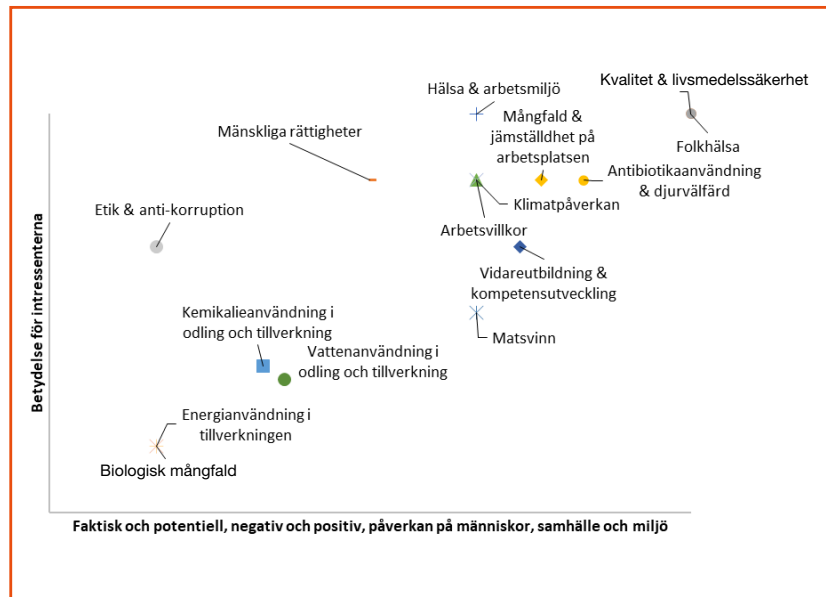 Kvalitet & livsmedelssäkerhet
Hälsa & arbetsmiljö
Mångfald &
jämställdhet på
arbetsplatsen
Folkhälsa
Mänskliga rättigheter
Antibiotikaanvändning
& djurvälfärd
Klimatpåverkan
Etik & anti-korruption
Arbetsvillkor
Vidareutbildning &
kompetensutveckling
Kemikalieanvändning i
odling och tillverkning
Matsvinn
Vattenanvändning i
odling och tillverkning
Energianvändning i
tillverkningen
Biologisk mångfald
Betydelse för intressenterna
Faktisk och potentiell, negativ och positiv, påverkan på människor, samhälle och miljö